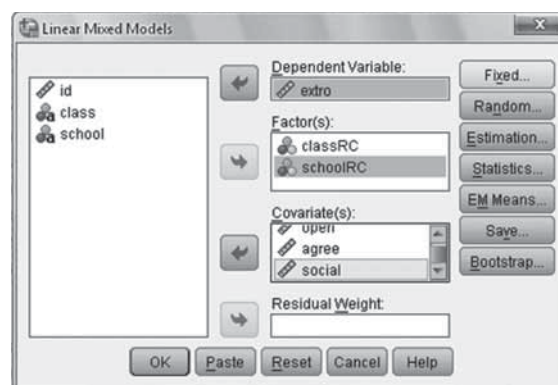 Linear Mixed Models
X
id
class
school
Dependent Variable:
extro
Factor(s):
classRC
schoolRC
Covariate(s):
open
agree
social
Residual Weight:
Fixed...
Random...
Estimation...
Statistics...
EM Means...
Save...
Bootstrap...
OK
Paste
Reset
Cancel
Help